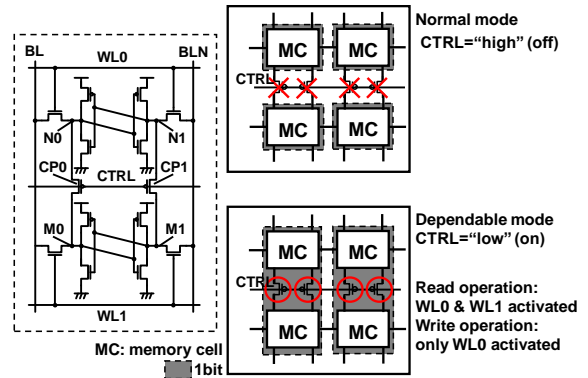 BL
BLN
WL0
N0
N1
CP0
CTRL
CP1
M0
M1
WL1
MC: memory cell
1bit
MC
MC
CTRL
MC
MC
Normal mode
CTRL=“high” (off)
MC
MC
CTRL
MC
MC
Dependable mode
CTRL=“low” (on)
Read operation:
WL0 & WL1 activated
Write operation:
only WL0 activated